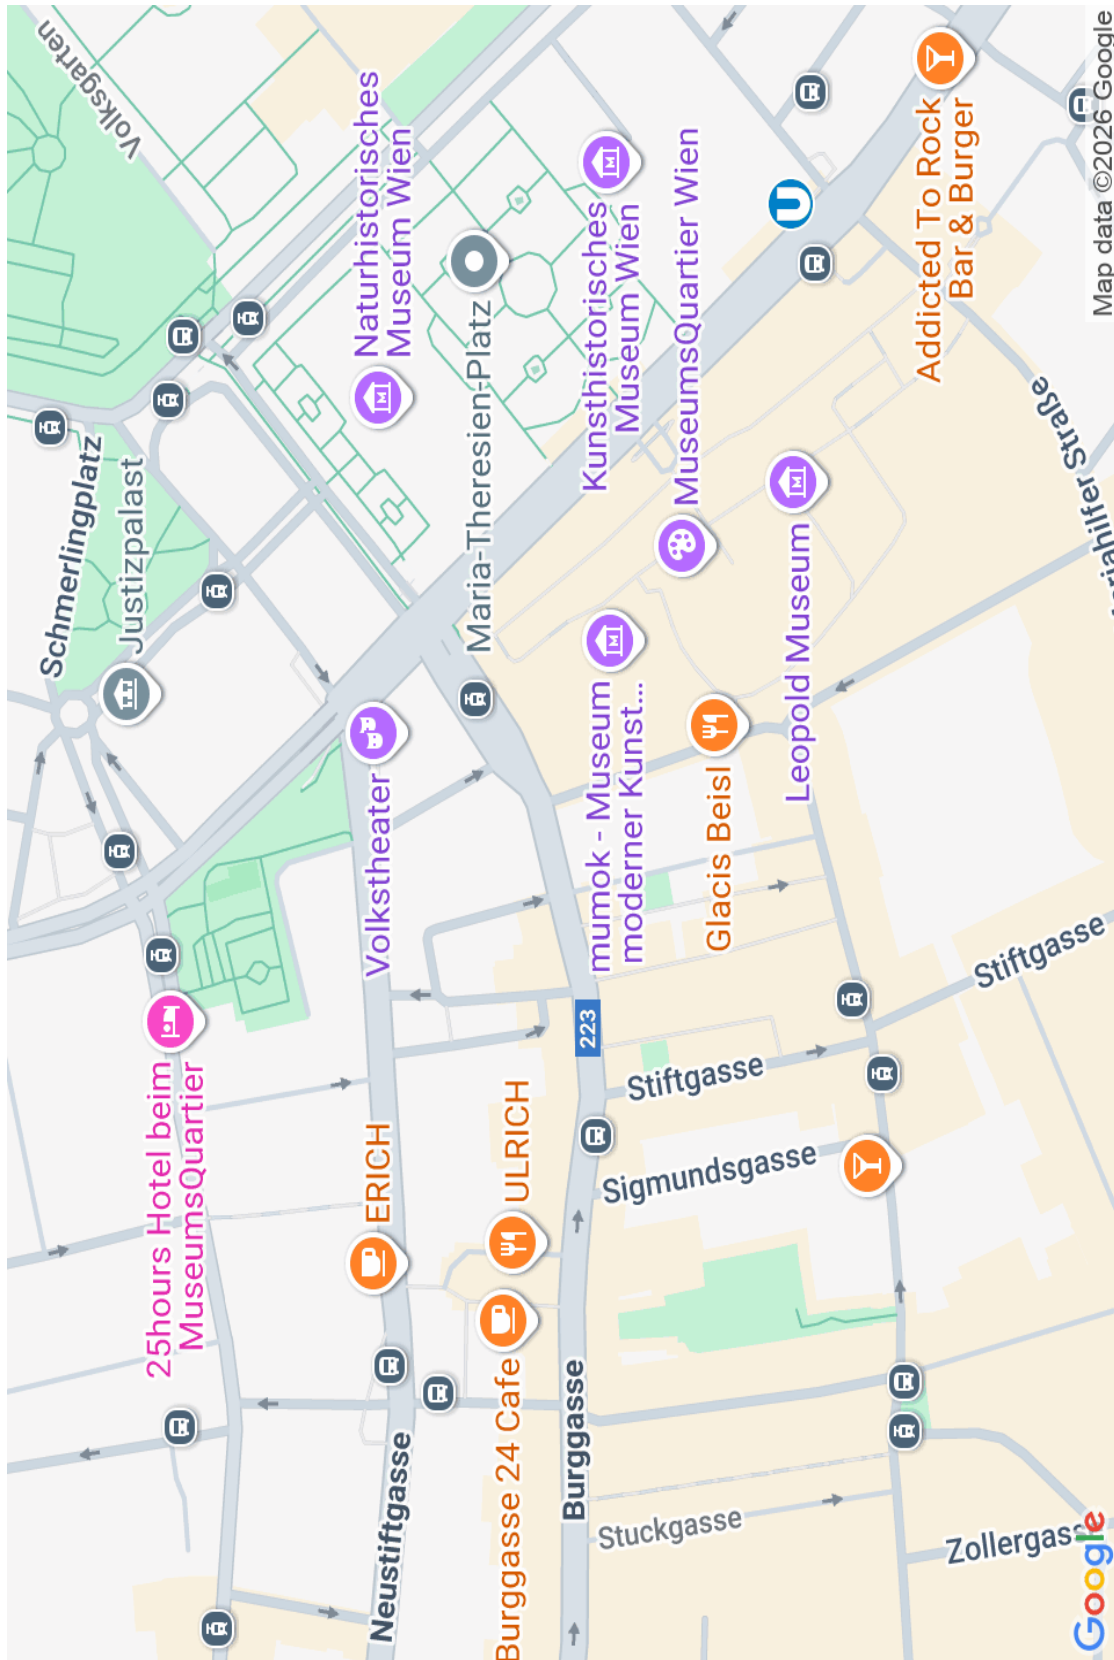 Volksgarten
Schmerlingplatz
Justizpalast
Naturhistorisches
Museum Wien
Maria-Theresien-Platz
Kunsthistorisches
Museum Wien
MuseumsQuartier Wien
U
Addicted To Rock
Bar & Burger
Leopold Museum
mumok - Museum
moderner Kunst...
Glacis Beisl
Volkstheater
25hours Hotel beim
MuseumsQuartier
ERICH
ULRICH
Burggasse 24 Cafe
Neustiftgasse
Burggasse
223
Stiftgasse
Stiftgasse
Sigmundsgasse
Stuckgasse
Zollergasse
Google
Map data ©2026 Google